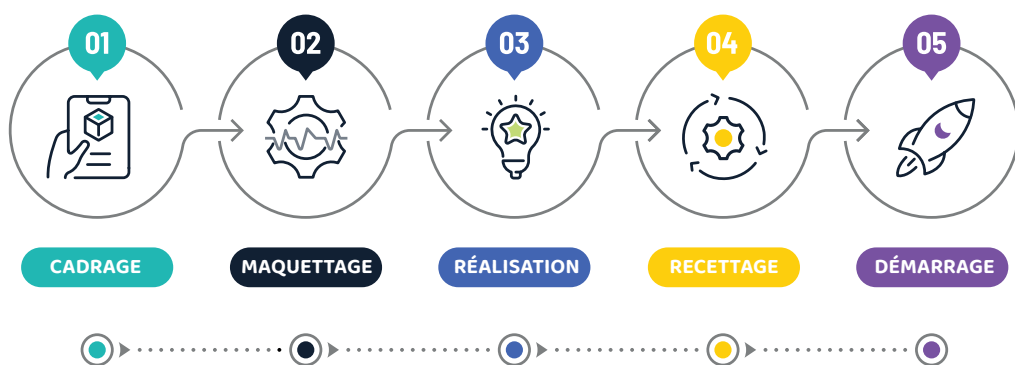 01
02
03
04
05
CADRAGE
MAQUETTAGE
RÉALISATION
RECETTAGE
DÉMARRAGE